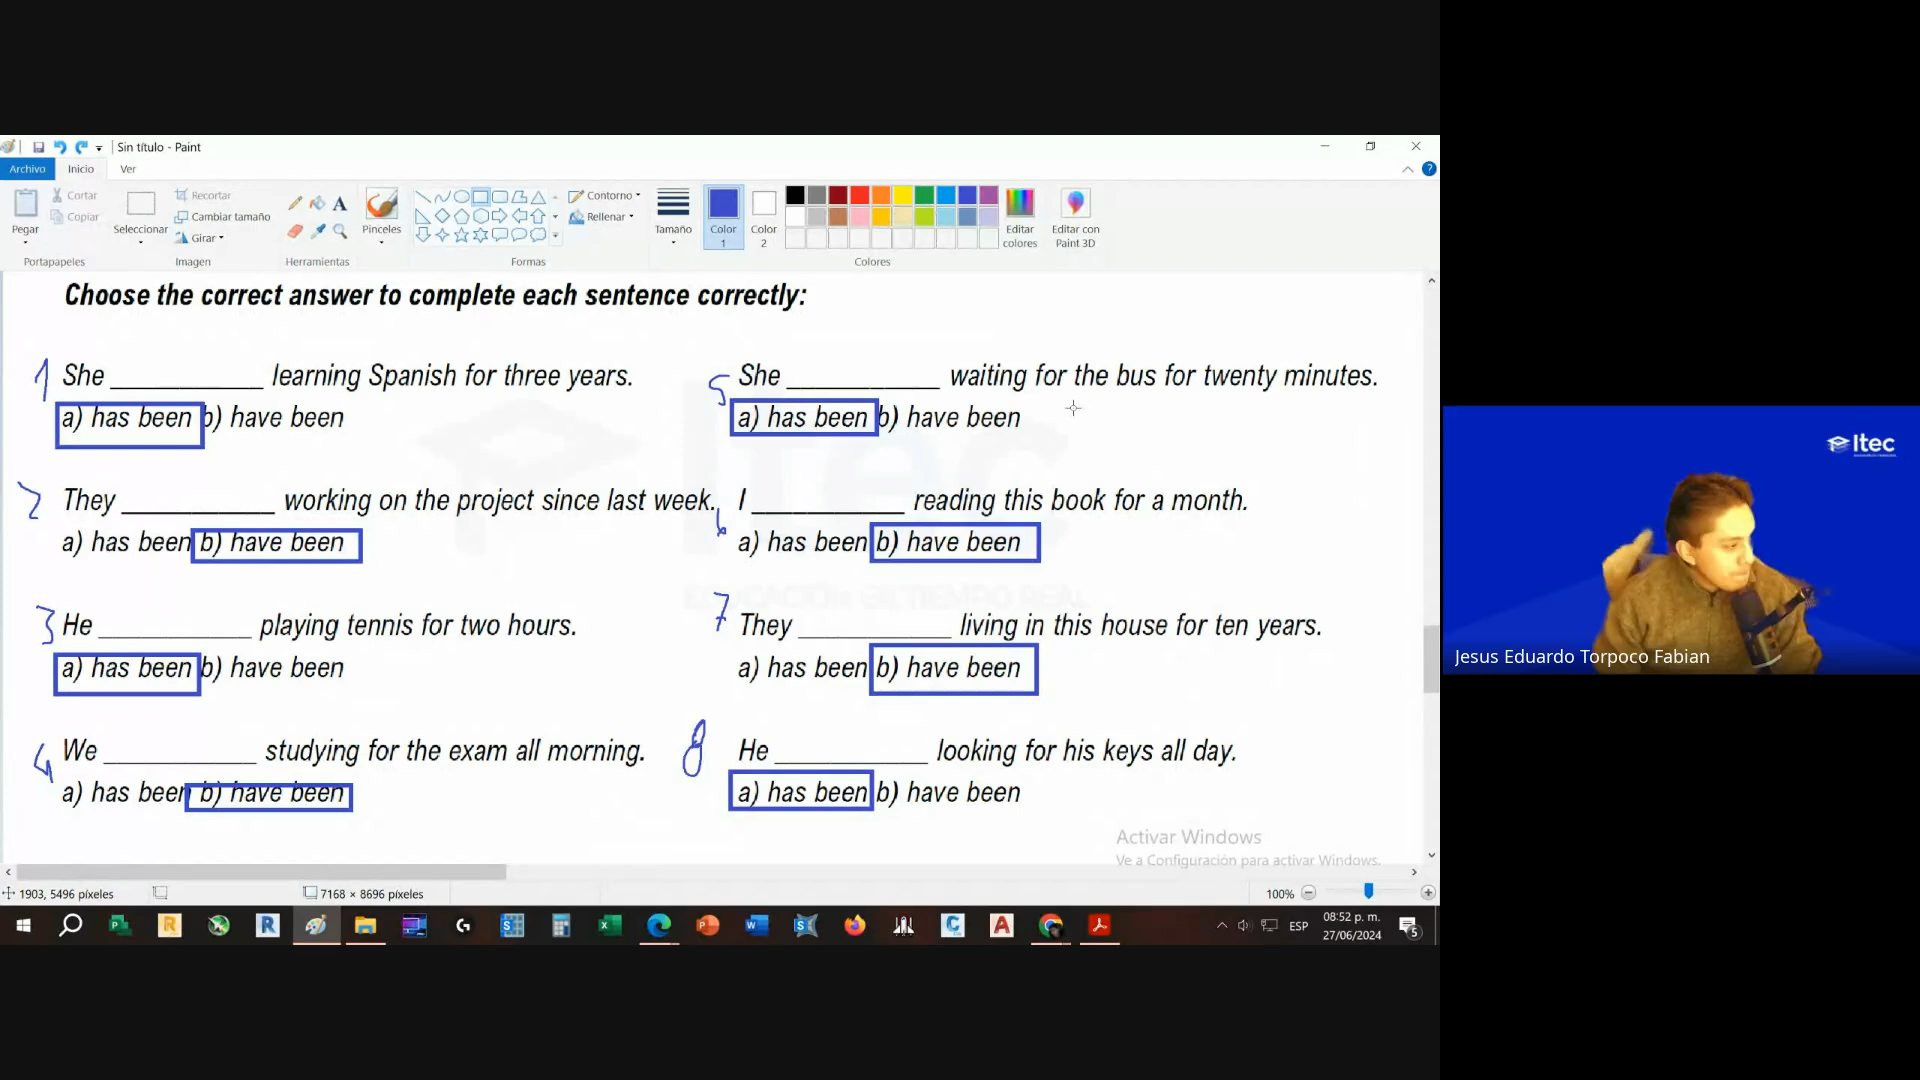 Sin título - Paint
Archivo Inicio Ver
Pegar
Cortar
Copiar
Portapapeles
Seleccionar
Recortar
Cambiar tamaño
Girar
Imagen
A
Herramientas
Pinceles
Formas
Contorno
Rellenar
Tamaño
Color 1
Color 2
Colores
Editar colores
Editar con Paint 3D
Choose the correct answer to complete each sentence correctly:
1 She ___________ learning Spanish for three years.
a) has been b) have been
2 They ___________ working on the project since last week.
a) has been b) have been
3 He ___________ playing tennis for two hours.
a) has been b) have been
4 We ___________ studying for the exam all morning.
a) has been b) have been
5 She ___________ waiting for the bus for twenty minutes.
a) has been b) have been
6 I ___________ reading this book for a month.
a) has been b) have been
7 They ___________ living in this house for ten years.
a) has been b) have been
8 He ___________ looking for his keys all day.
a) has been b) have been
Itec
EDUCACIÓN EN TIEMPO REAL
Activar Windows
Ve a Configuración para activar Windows.
1903, 5496 píxeles
7168 × 8696 píxeles
100%
ESP
08:52 p. m.
27/06/2024
5
Itec
Jesus Eduardo Torpoco Fabian